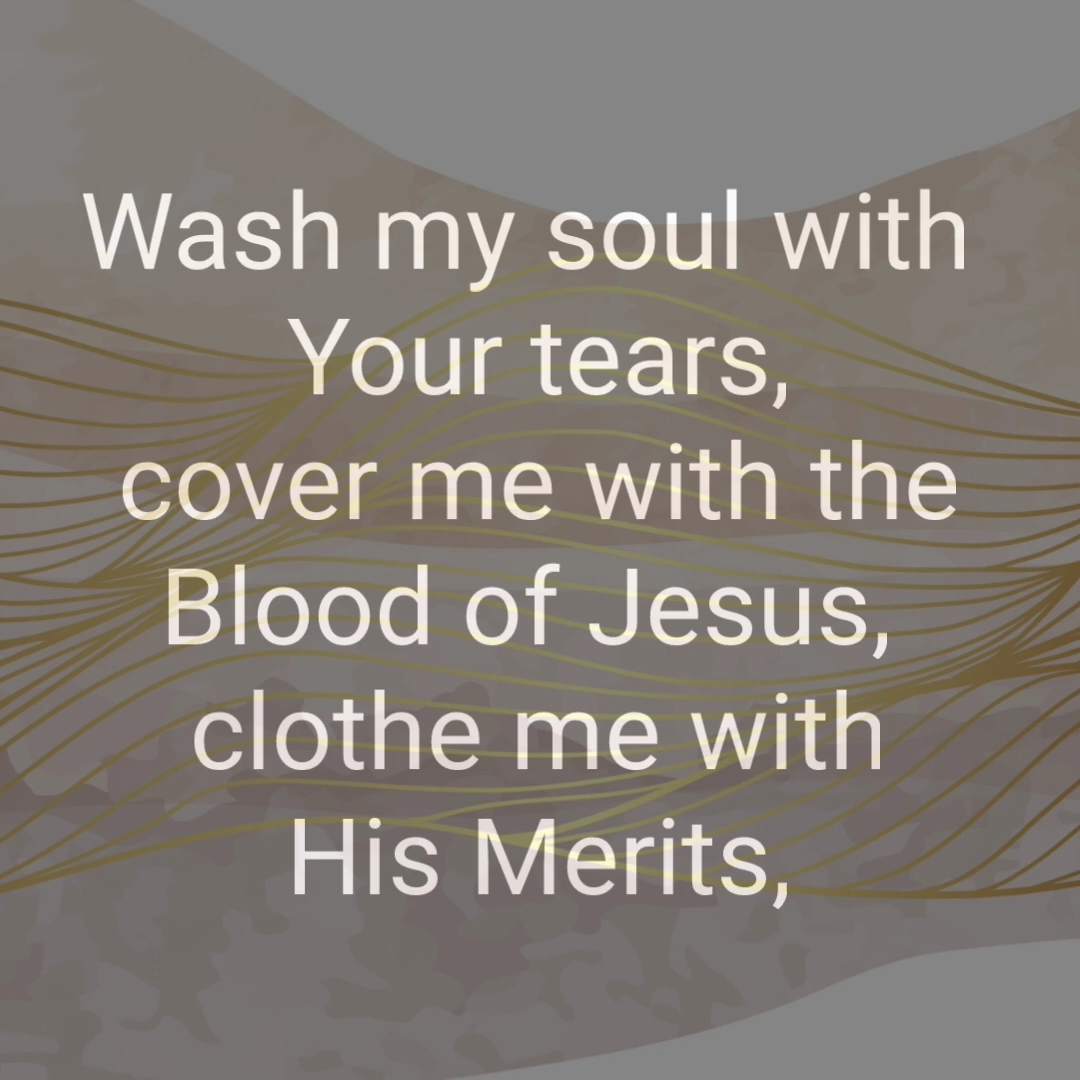 Wash my soul with
Your tears,
cover me with the
Blood of Jesus,
clothe me with
His Merits,